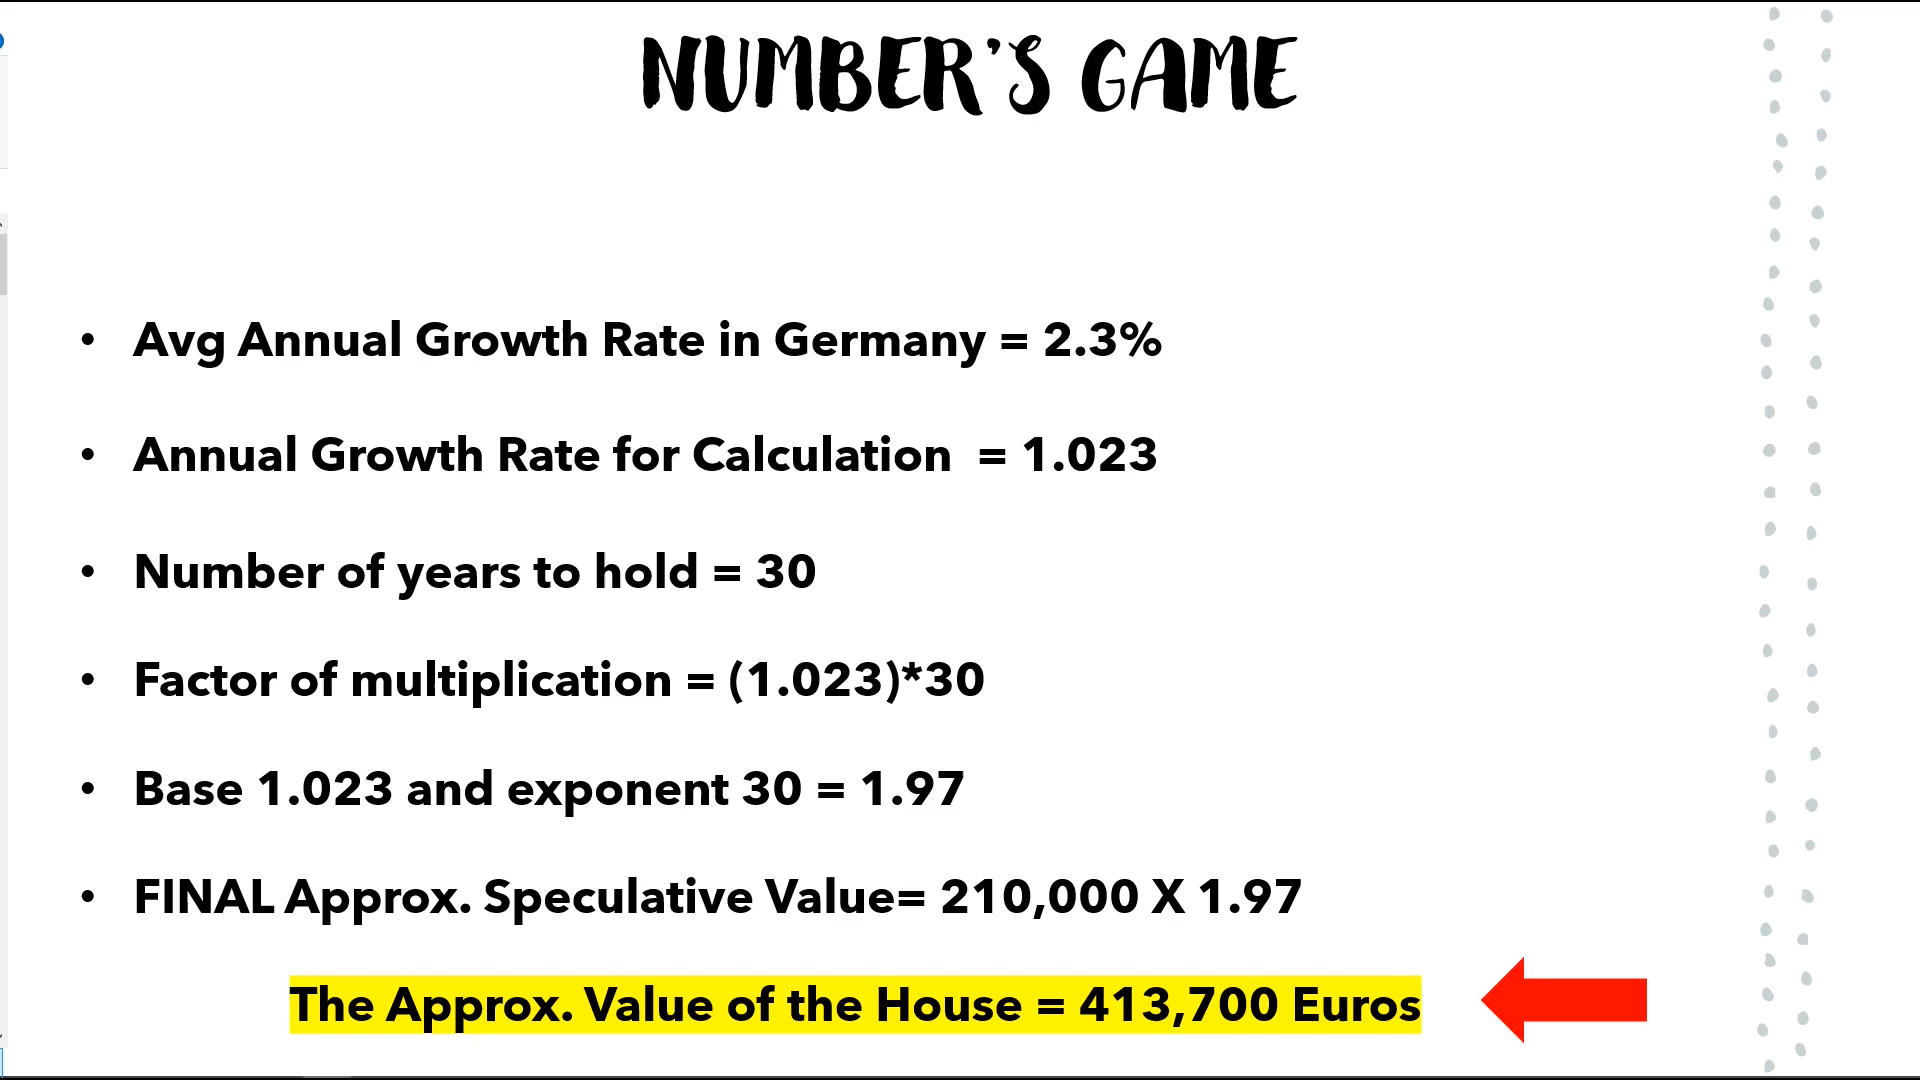 NUMBER'S GAME
• Avg Annual Growth Rate in Germany = 2.3%
• Annual Growth Rate for Calculation = 1.023
• Number of years to hold = 30
• Factor of multiplication = (1.023)*30
• Base 1.023 and exponent 30 = 1.97
• FINAL Approx. Speculative Value= 210,000 X 1.97
The Approx. Value of the House = 413,700 Euros